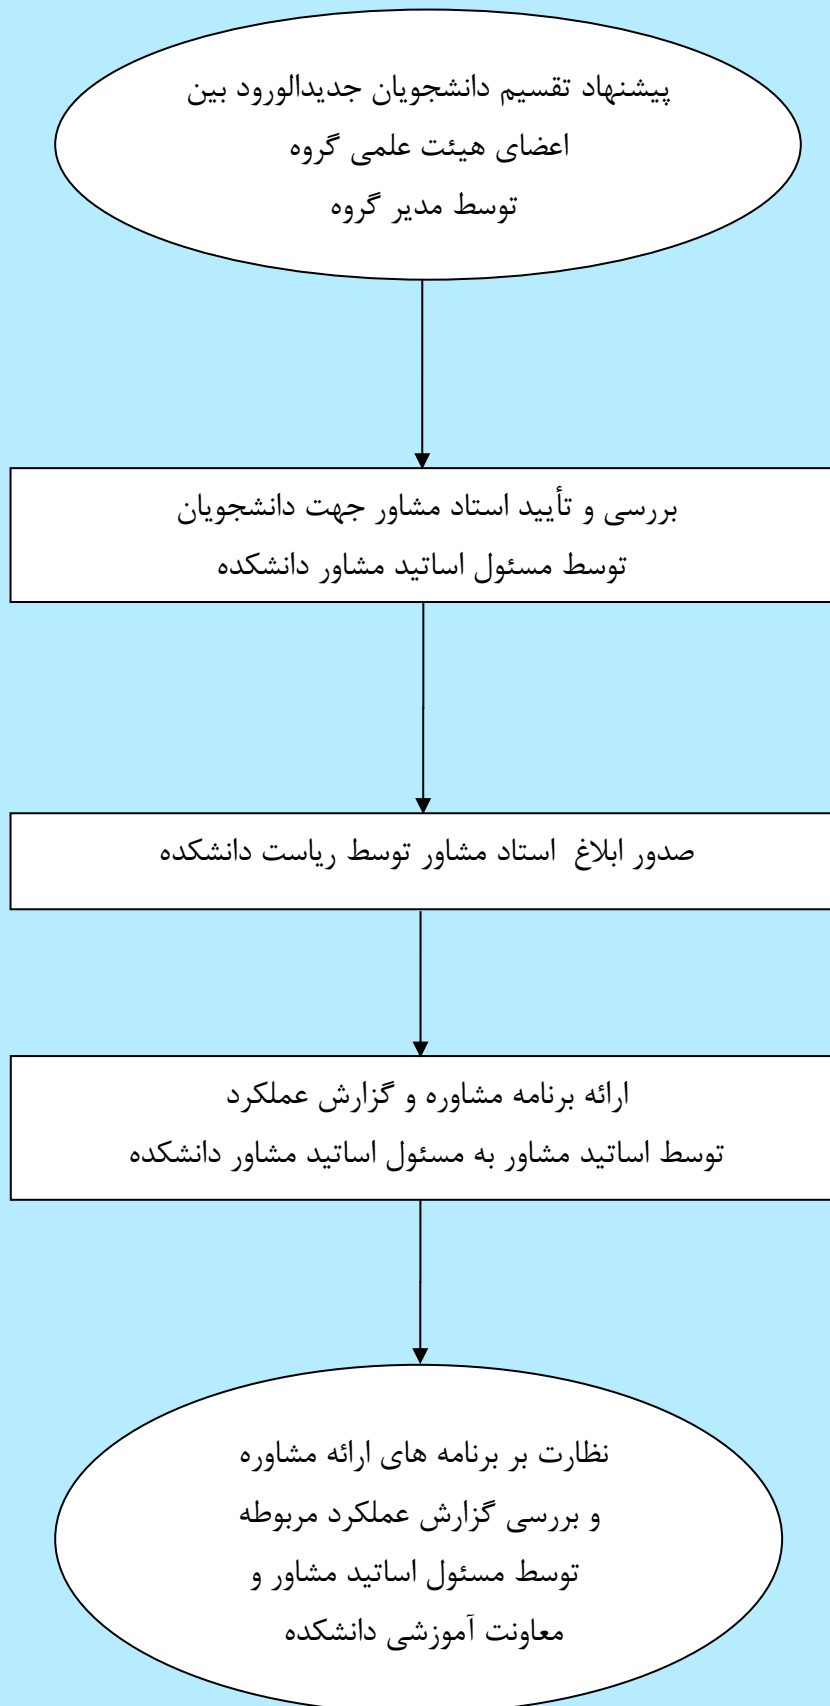 پیشنهاد تقسیم دانشجویان جدیدالورود بین
اعضای هیئت علمی گروه
توسط مدیر گروه
بررسی و تأیید استاد مشاور جهت دانشجویان
توسط مسئول اساتید مشاور دانشکده
صدور ابلاغ استاد مشاور توسط ریاست دانشکده
ارائه برنامه مشاوره و گزارش عملکرد
توسط اساتید مشاور به مسئول اساتید مشاور دانشکده
نظارت بر برنامه های ارائه مشاوره
و بررسی گزارش عملکرد مربوطه
توسط مسئول اساتید مشاور و
معاونت آموزشی دانشکده